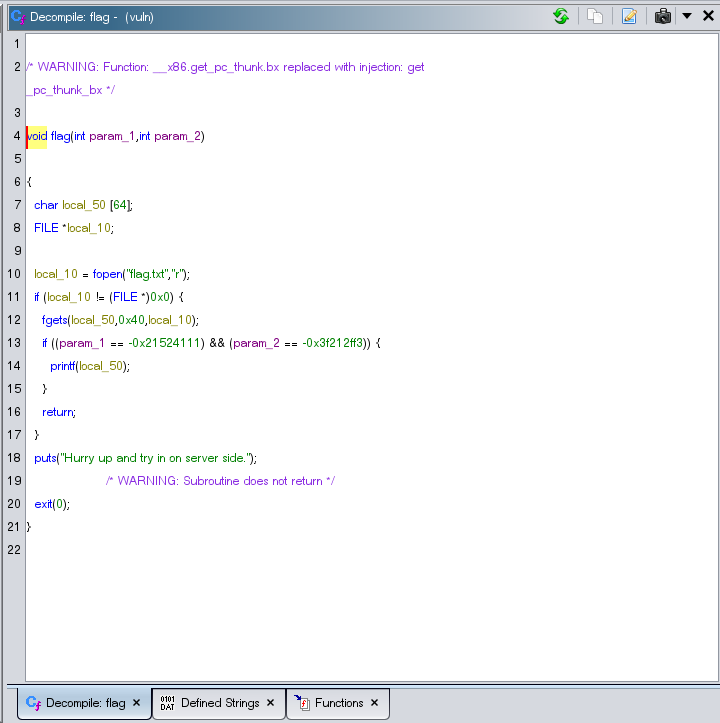 Decompile: flag - (vuln)
1
2 /* WARNING: Function: __x86.get_pc_thunk.bx replaced with injection: get
_pc_thunk_bx */
3
4 void flag(int param_1,int param_2)
5
6 {
7 char local_50 [64];
8 FILE *local_10;
9
10 local_10 = fopen("flag.txt","r");
11 if (local_10 != (FILE *)0x0) {
12 fgets(local_50,0x40,local_10);
13 if ((param_1 == -0x21524111) && (param_2 == -0x3f212ff3)) {
14 printf(local_50);
15 }
16 return;
17 }
18 puts("Hurry up and try in on server side.");
19 /* WARNING: Subroutine does not return */
20 exit(0);
21 }
22
Decompile: flag × Defined Strings × Functions ×